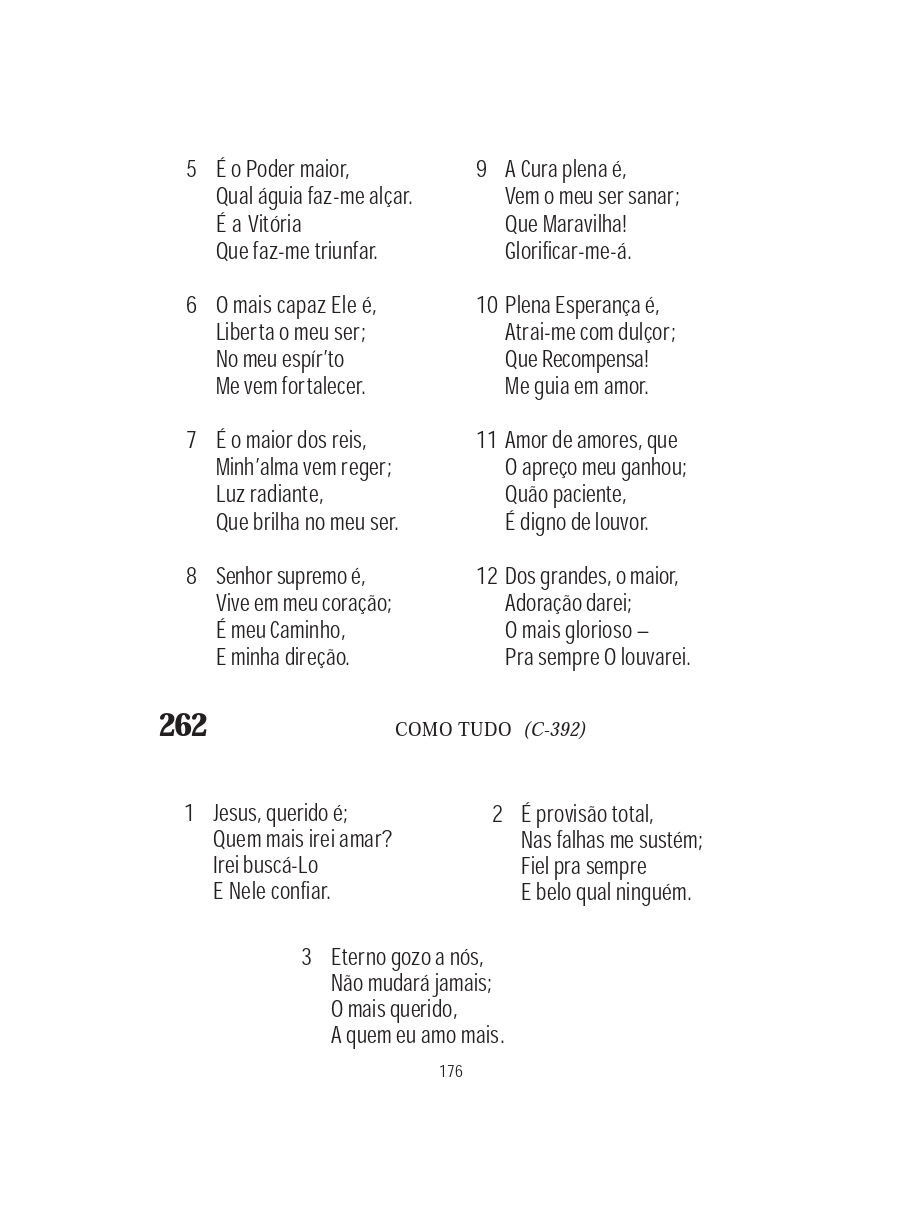 5 É o Poder maior,
Qual águia faz-me alçar.
É a Vitória
Que faz-me triunfar.
6 O mais capaz Ele é,
Liberta o meu ser;
No meu espír’to
Me vem fortalecer.
7 É o maior dos reis,
Minh’alma vem reger;
Luz radiante,
Que brilha no meu ser.
8 Senhor supremo é,
Vive em meu coração;
É meu Caminho,
E minha direção.
9 A Cura plena é,
Vem o meu ser sanar;
Que Maravilha!
Glorificar-me-á.
10 Plena Esperança é,
Atrai-me com dulçor;
Que Recompensa!
Me guia em amor.
11 Amor de amores, que
O apreço meu ganhou;
Quão paciente,
É digno de louvor.
12 Dos grandes, o maior,
Adoração darei;
O mais glorioso –
Pra sempre O louvarei.
262 COMO TUDO (C-392)
1 Jesus, querido é;
Quem mais irei amar?
Irei buscá-Lo
E Nele confiar.
2 É provisão total,
Nas falhas me sustém;
Fiel pra sempre
E belo qual ninguém.
3 Eterno gozo a nós,
Não mudará jamais;
O mais querido,
A quem eu amo mais.
176